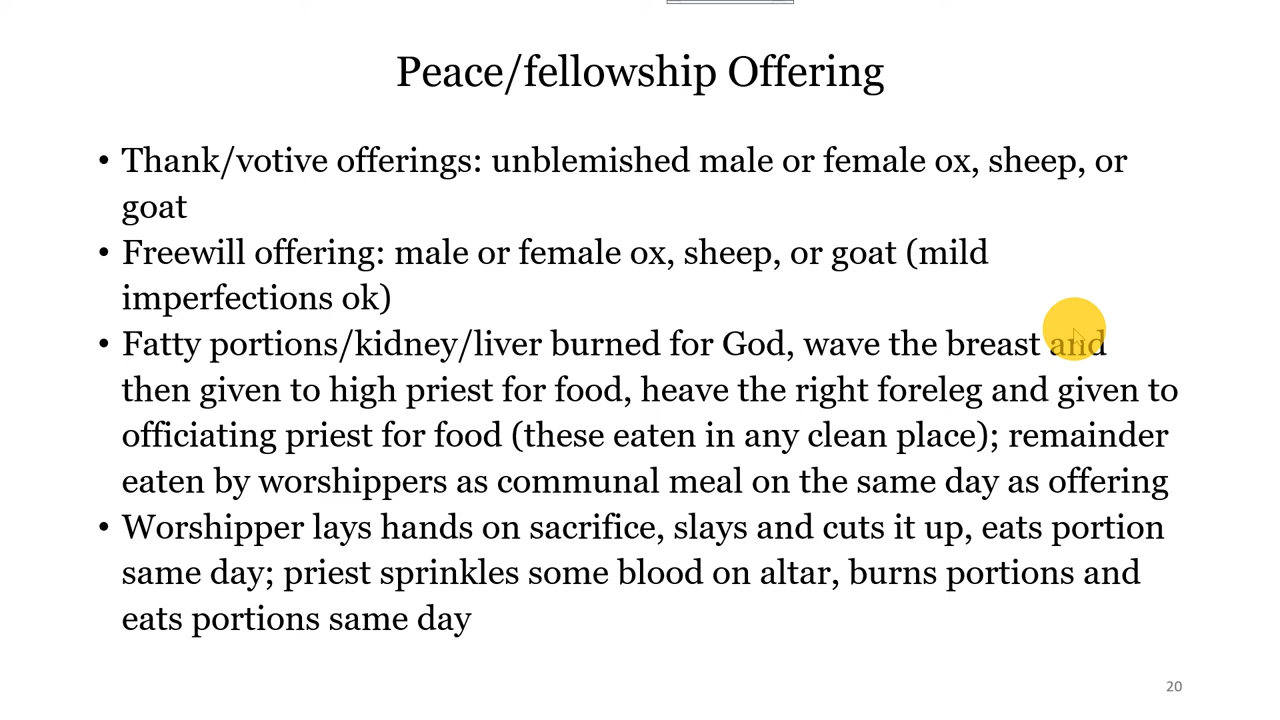 Peace/fellowship Offering
• Thank/votive offerings: unblemished male or female ox, sheep, or
goat
• Freewill offering: male or female ox, sheep, or goat (mild
imperfections ok)
• Fatty portions/kidney/liver burned for God, wave the breast and
then given to high priest for food, heave the right foreleg and given to
officiating priest for food (these eaten in any clean place); remainder
eaten by worshippers as communal meal on the same day as offering
• Worshipper lays hands on sacrifice, slays and cuts it up, eats portion
same day; priest sprinkles some blood on altar, burns portions and
eats portions same day
20